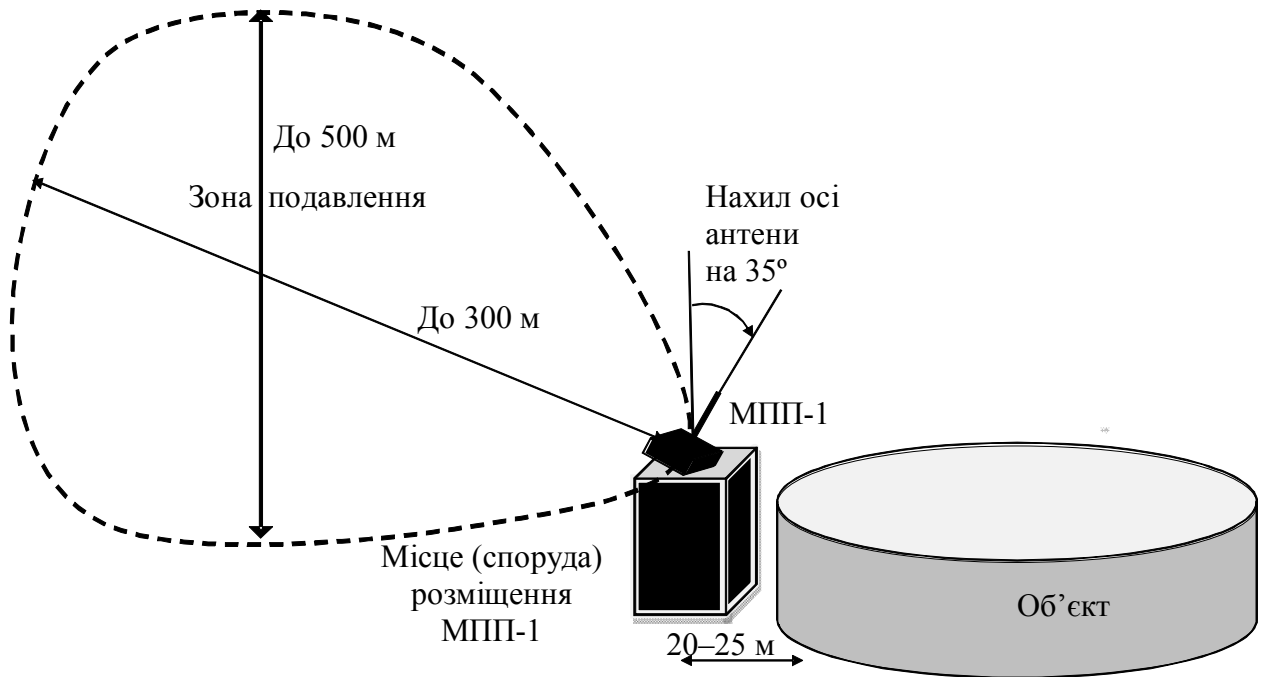 До 500 м
Зона подавлення
Нахил осі
антени
на 35º
До 300 м
МПП-1
Місце (споруда)
розміщення
МПП-1
Об’єкт
20–25 м